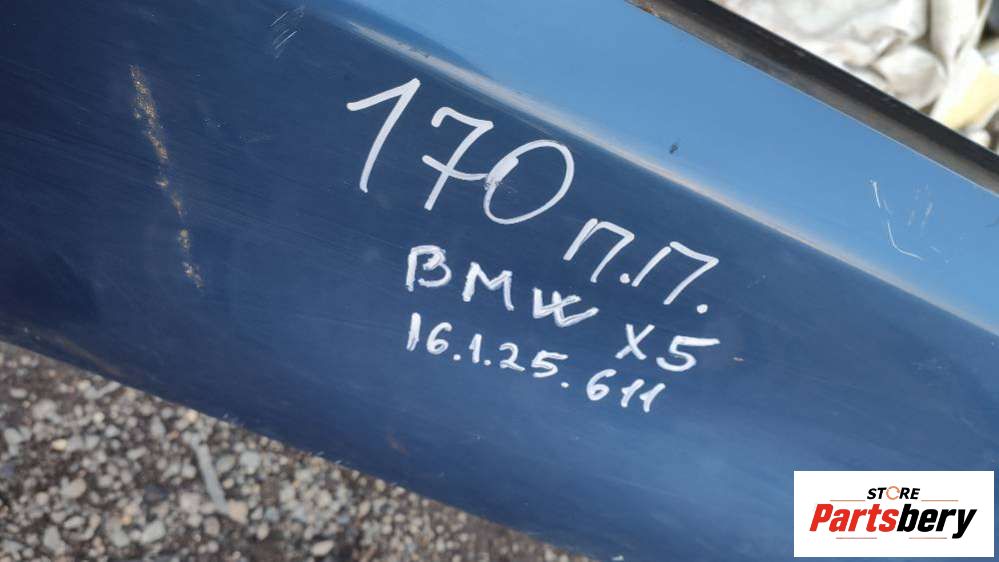 170 п.п.
BMW X5
16.1.25.611
STORE
Partsbery